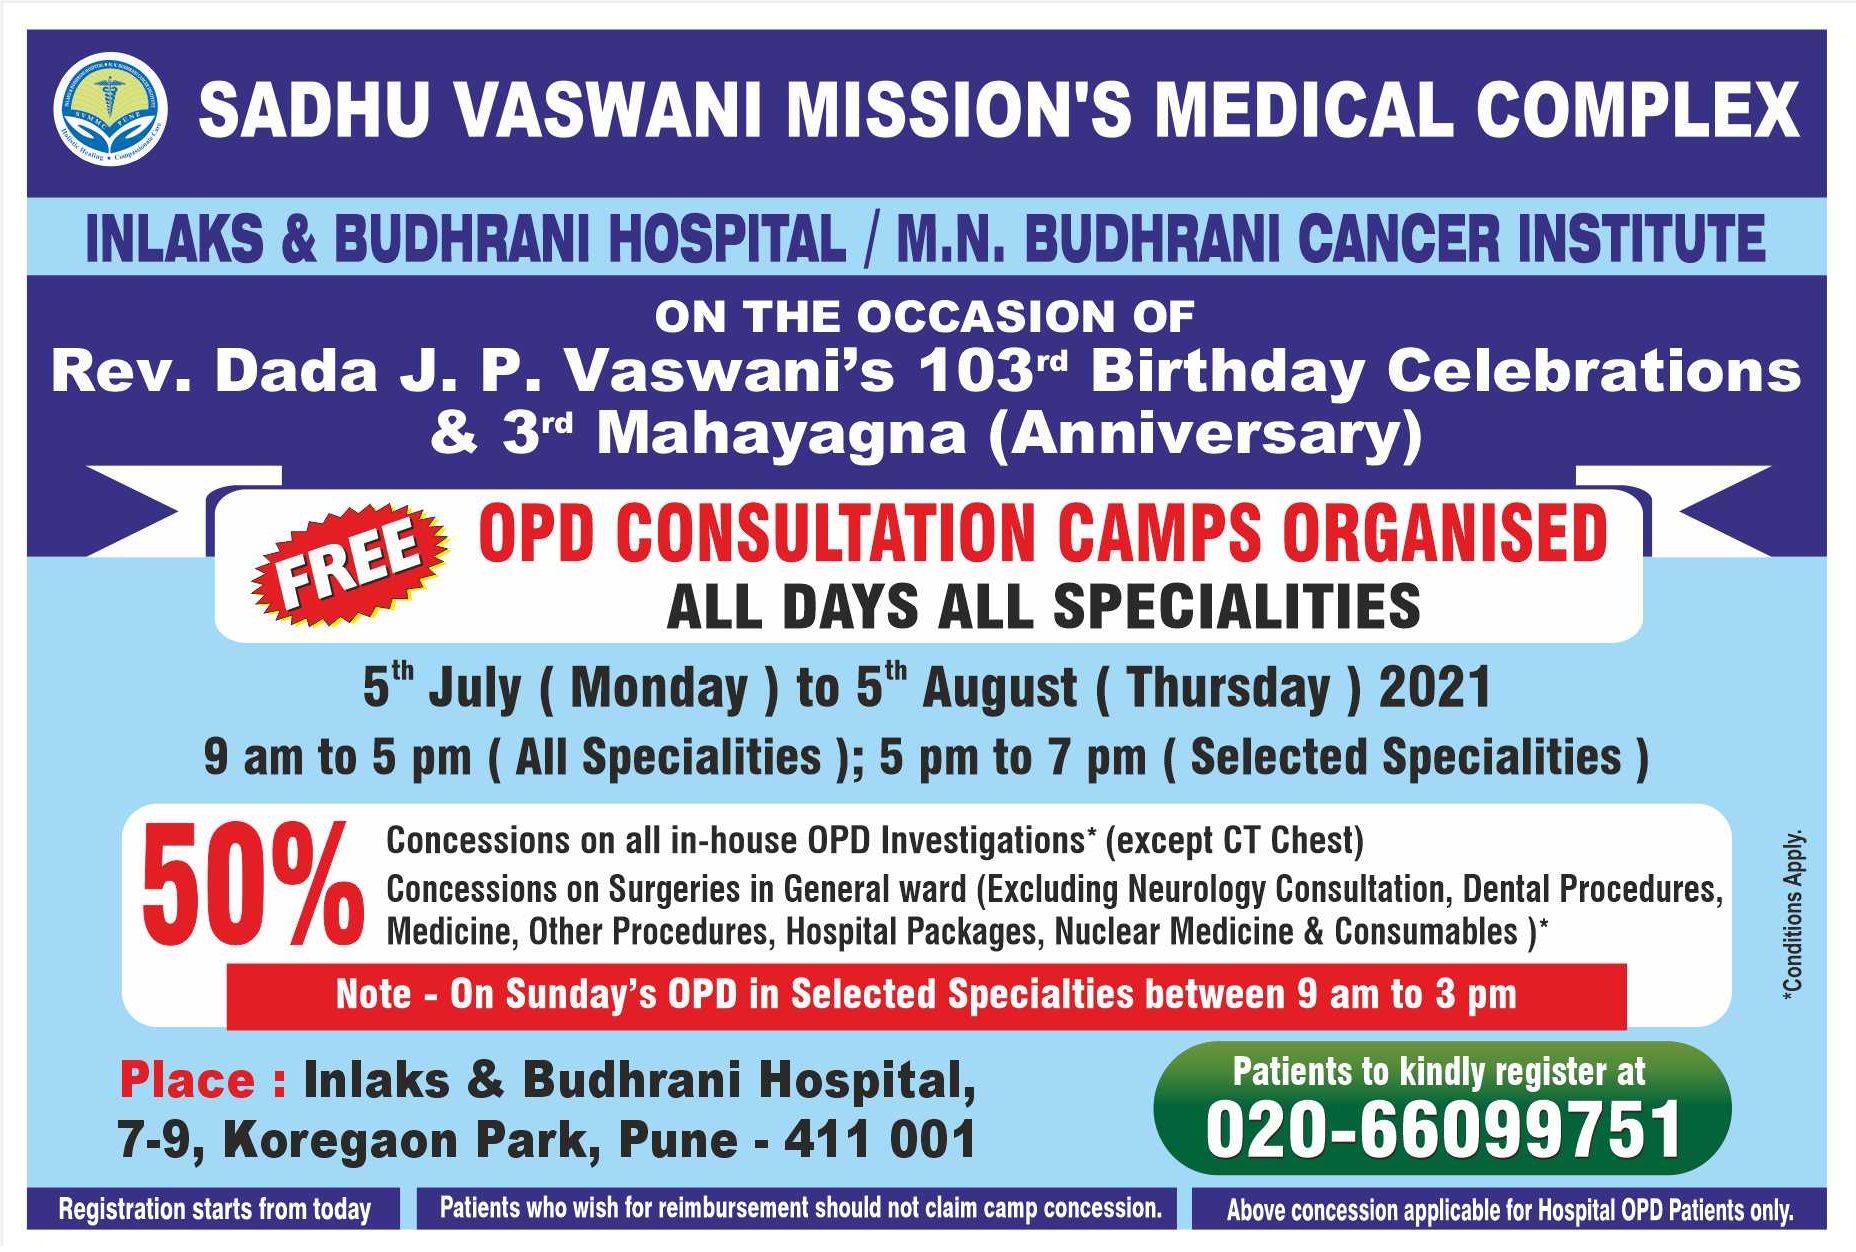 SADHU VASWANI MISSION'S MEDICAL COMPLEX
SVMMC PUNE
Holistic Healing • Compassionate Care
INLAKS & BUDHRANI HOSPITAL / M.N. BUDHRANI CANCER INSTITUTE
ON THE OCCASION OF
Rev. Dada J. P. Vaswani’s 103rd Birthday Celebrations
& 3rd Mahayagna (Anniversary)
FREE OPD CONSULTATION CAMPS ORGANISED
ALL DAYS ALL SPECIALITIES
5th July ( Monday ) to 5th August ( Thursday ) 2021
9 am to 5 pm ( All Specialities ); 5 pm to 7 pm ( Selected Specialities )
50%
Concessions on all in-house OPD Investigations* (except CT Chest)
Concessions on Surgeries in General ward (Excluding Neurology Consultation, Dental Procedures,
Medicine, Other Procedures, Hospital Packages, Nuclear Medicine & Consumables )*
*Conditions Apply.
Note - On Sunday’s OPD in Selected Specialties between 9 am to 3 pm
Place : Inlaks & Budhrani Hospital,
7-9, Koregaon Park, Pune - 411 001
Patients to kindly register at
020-66099751
Registration starts from today
Patients who wish for reimbursement should not claim camp concession.
Above concession applicable for Hospital OPD Patients only.